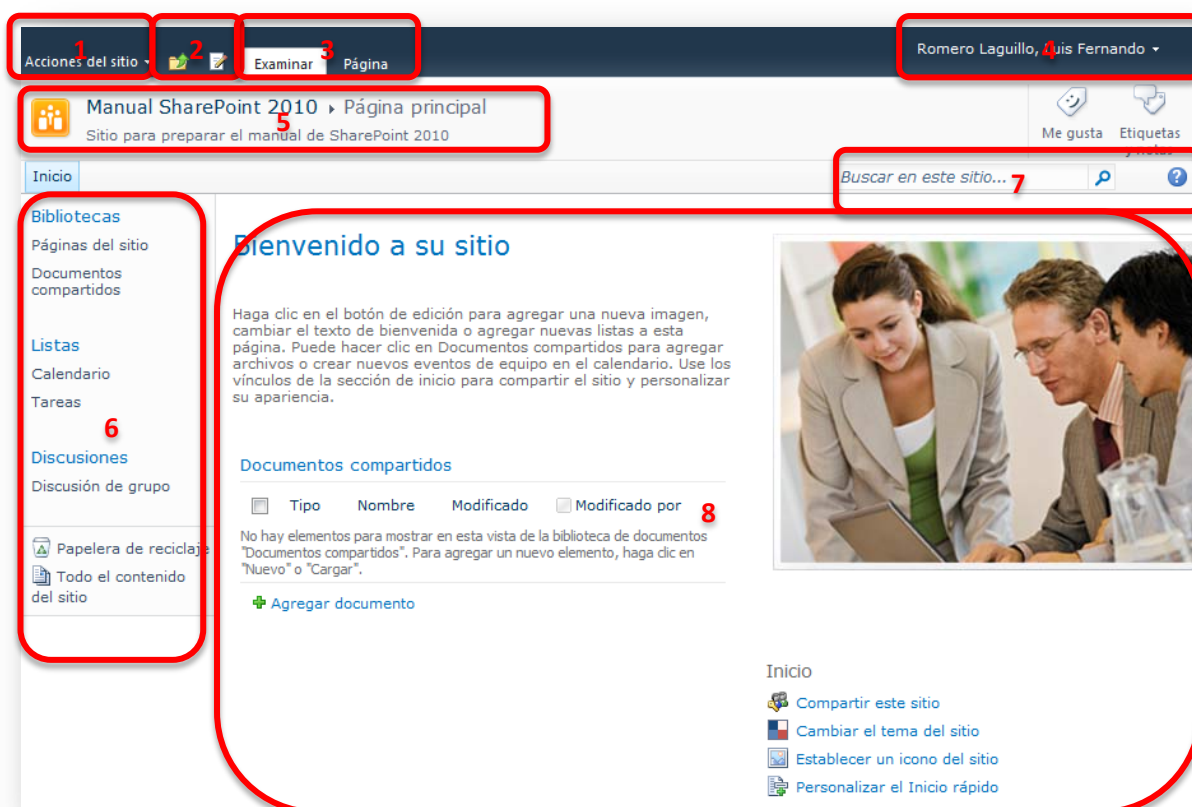 1
2
3
4
Acciones del sitio
Examinar
Página
Romero Laguillo, Luis Fernando
Manual SharePoint 2010 Página principal
5
Sitio para preparar el manual de SharePoint 2010
Me gusta
Etiquetas
y notas
Inicio
Buscar en este sitio...
7
Bibliotecas
Páginas del sitio
Documentos
compartidos
Listas
Calendario
Tareas
6
Discusiones
Discusión de grupo
Papelera de reciclaje
Todo el contenido
del sitio
Bienvenido a su sitio
Haga clic en el botón de edición para agregar una nueva imagen,
cambiar el texto de bienvenida o agregar nuevas listas a esta
página. Puede hacer clic en Documentos compartidos para agregar
archivos o crear nuevos eventos de equipo en el calendario. Use los
vínculos de la sección de inicio para compartir el sitio y personalizar
su apariencia.
Documentos compartidos
Tipo Nombre Modificado Modificado por
8
No hay elementos para mostrar en esta vista de la biblioteca de documentos
"Documentos compartidos". Para agregar un nuevo elemento, haga clic en
"Nuevo" o "Cargar".
Agregar documento
Inicio
Compartir este sitio
Cambiar el tema del sitio
Establecer un icono del sitio
Personalizar el Inicio rápido